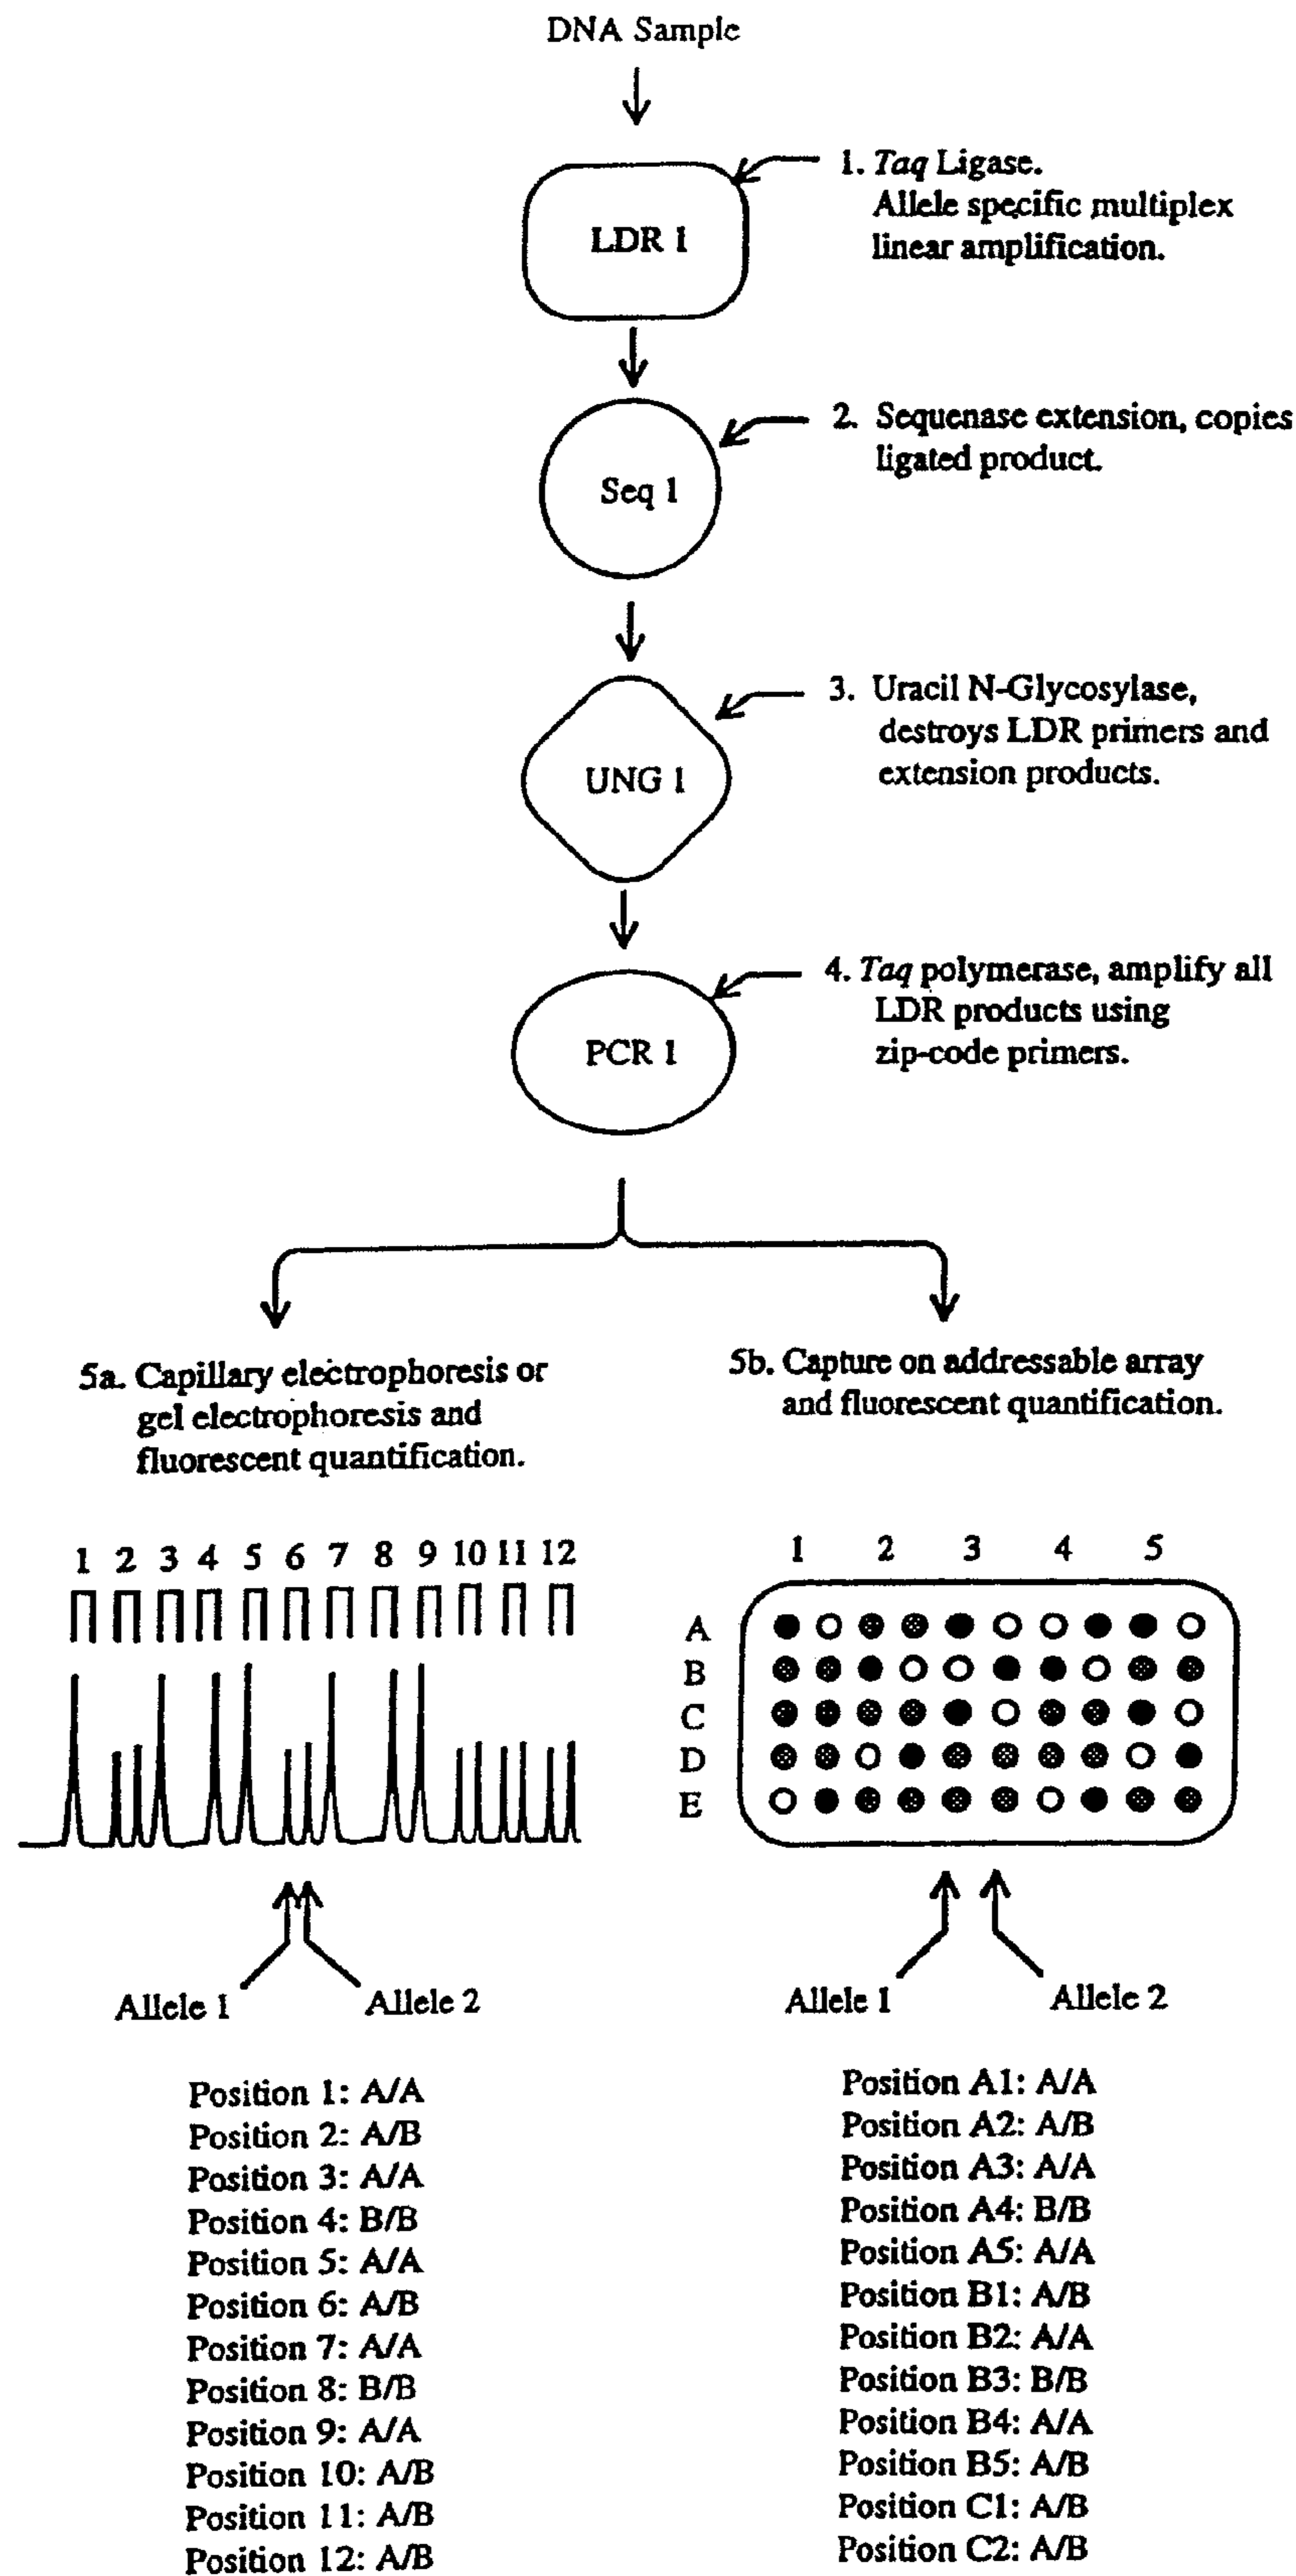 DNA Sample
LDR 1
1. Taq Ligase.
Allele specific multiplex
linear amplification.
Seq 1
2. Sequenase extension, copies
ligated product.
UNG 1
3. Uracil N-Glycosylase,
destroys LDR primers and
extension products.
PCR 1
4. Taq polymerase, amplify all
LDR products using
zip-code primers.
5a. Capillary electrophoresis or
gel electrophoresis and
fluorescent quantification.
5b. Capture on addressable array
and fluorescent quantification.
1 2 3 4 5 6 7 8 9 10 11 12
1 2 3 4 5
A
B
C
D
E
Allele 1
Allele 2
Allele 1
Allele 2
Position 1: A/A
Position 2: A/B
Position 3: A/A
Position 4: B/B
Position 5: A/A
Position 6: A/B
Position 7: A/A
Position 8: B/B
Position 9: A/A
Position 10: A/B
Position 11: A/B
Position 12: A/B
Position A1: A/A
Position A2: A/B
Position A3: A/A
Position A4: B/B
Position A5: A/A
Position B1: A/B
Position B2: A/A
Position B3: B/B
Position B4: A/A
Position B5: A/B
Position C1: A/B
Position C2: A/B